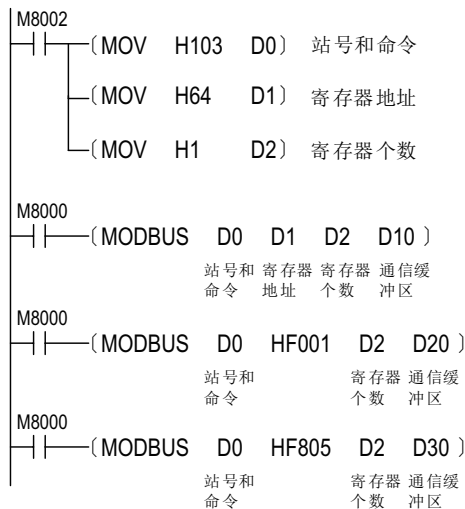 M8002
〔MOV H103 D0〕 站号和命令
〔MOV H64 D1〕 寄存器地址
〔MOV H1 D2〕 寄存器个数
M8000
〔MODBUS D0 D1 D2 D10〕
站号和 寄存器 寄存器 通信缓
命令 地址 个数 冲区
M8000
〔MODBUS D0 HF001 D2 D20〕
站号和 寄存器 通信缓
命令 个数 冲区
M8000
〔MODBUS D0 HF805 D2 D30〕
站号和 寄存器 通信缓
命令 个数 冲区